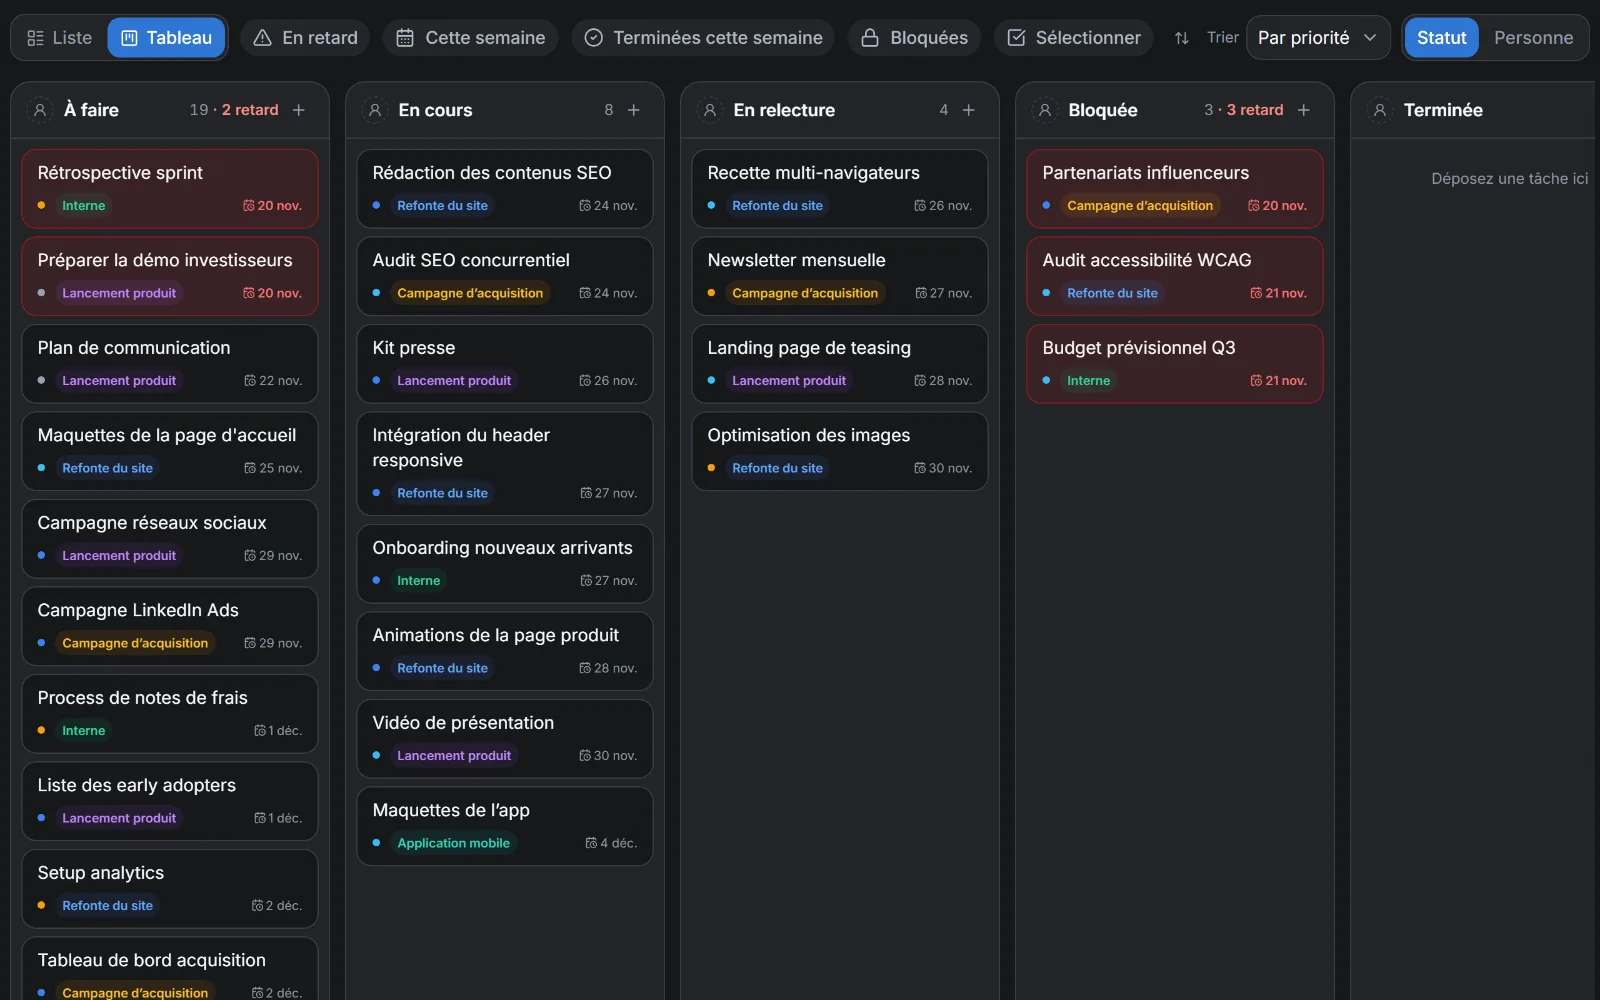 Liste
Tableau
En retard
Cette semaine
Terminées cette semaine
Bloquées
Sélectionner
Trier
Par priorité
Statut
Personne
À faire
19 · 2 retard
Rétrospective sprint
Interne
20 nov.
Préparer la démo investisseurs
Lancement produit
20 nov.
Plan de communication
Lancement produit
22 nov.
Maquettes de la page d'accueil
Refonte du site
25 nov.
Campagne réseaux sociaux
Lancement produit
29 nov.
Campagne LinkedIn Ads
Campagne d’acquisition
29 nov.
Process de notes de frais
Interne
1 déc.
Liste des early adopters
Lancement produit
1 déc.
Setup analytics
Refonte du site
2 déc.
Tableau de bord acquisition
Campagne d’acquisition
2 déc.
En cours
8
Rédaction des contenus SEO
Refonte du site
24 nov.
Audit SEO concurrentiel
Campagne d’acquisition
24 nov.
Kit presse
Lancement produit
26 nov.
Intégration du header
responsive
Refonte du site
27 nov.
Onboarding nouveaux arrivants
Interne
27 nov.
Animations de la page produit
Refonte du site
28 nov.
Vidéo de présentation
Lancement produit
30 nov.
Maquettes de l’app
Application mobile
4 déc.
En relecture
4
Recette multi-navigateurs
Refonte du site
26 nov.
Newsletter mensuelle
Campagne d’acquisition
27 nov.
Landing page de teasing
Lancement produit
28 nov.
Optimisation des images
Refonte du site
30 nov.
Bloquée
3 · 3 retard
Partenariats influenceurs
Campagne d’acquisition
20 nov.
Audit accessibilité WCAG
Refonte du site
21 nov.
Budget prévisionnel Q3
Interne
21 nov.
Terminée
Déposez une tâche ici